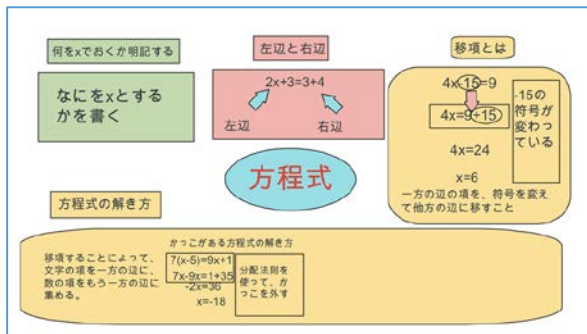 何をxでおくか明記する
なにをxとする
かを書く
左辺と右辺
2x+3=3+4
左辺
右辺
移項とは
4x-15=9
4x=9+15
4x=24
x=6
-15の
符号が
変わっ
ている
一方の辺の項を、符号を変え
て他方の辺に移すこと
方程式
方程式の解き方
移項することによって、
文字の項を一方の辺に、
数の項をもう一方の辺に
集める。
かっこがある方程式の解き方
7(x-5)=9x+1
7x-9x=1+35
-2x=36
x=-18
分配法則を
使って、か
っこを外す